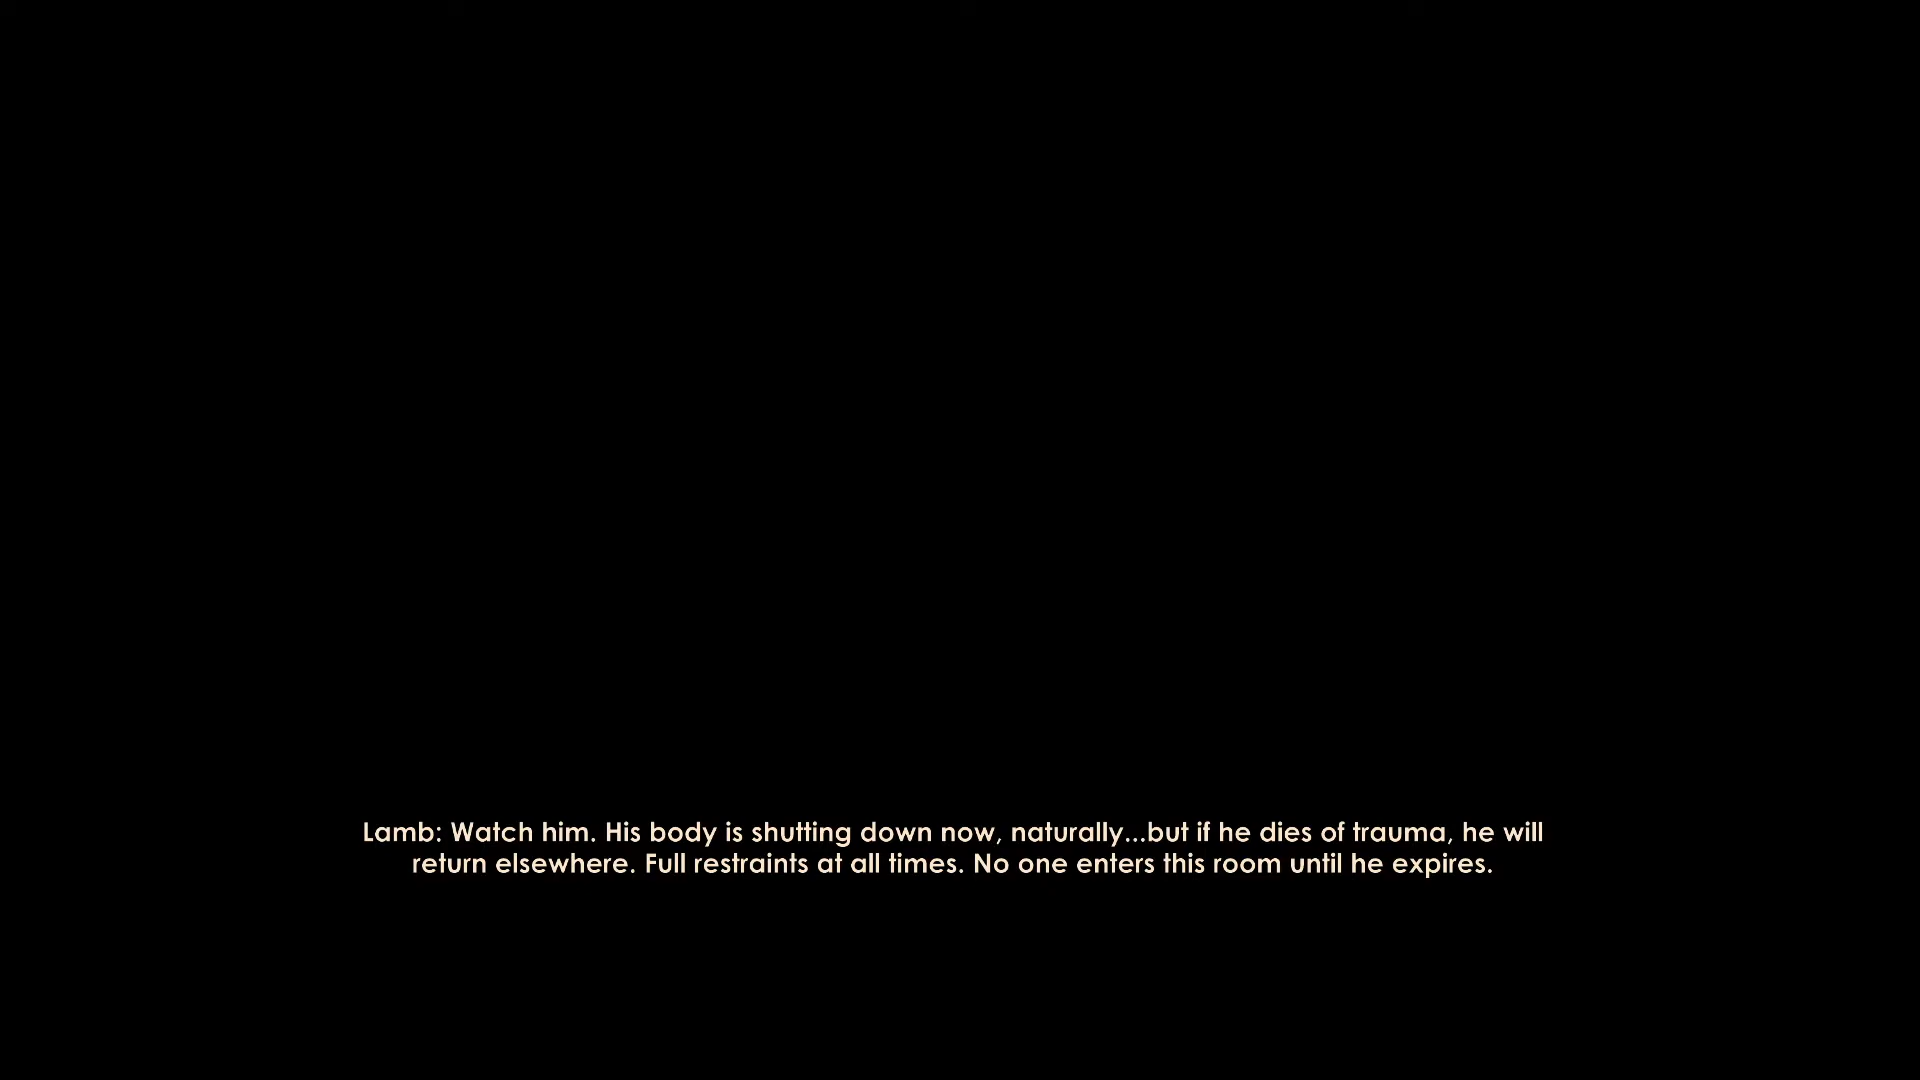 Lamb: Watch him. His body is shutting down now, naturally...but if he dies of trauma, he will
return elsewhere. Full restraints at all times. No one enters this room until he expires.